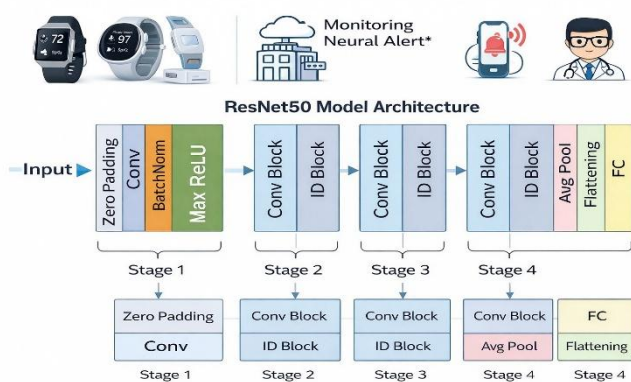 72
97
Monitoring
Neural Alert*
ResNet50 Model Architecture
Input
Zero Padding
Conv
BatchNorm
Max ReLU
Conv Block
ID Block
Conv Block
ID Block
Conv Block
ID Block
Avg Pool
Flattening
FC
Stage 1
Stage 2
Stage 3
Stage 4
Zero Padding
Conv Block
Conv Block
Conv Block
FC
Conv
ID Block
ID Block
Avg Pool
Flattening
Stage 1
Stage 2
Stage 3
Stage 4
Stage 4